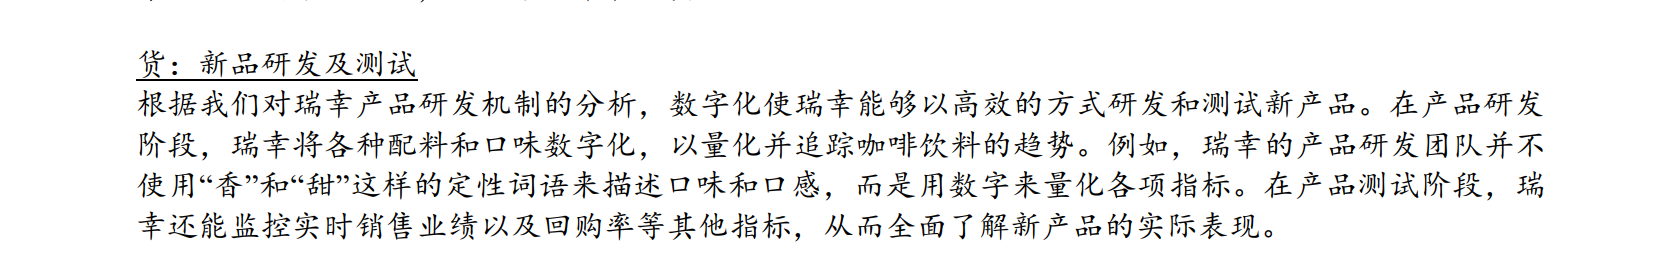 货：新品研发及测试
根据我们对瑞幸产品研发机制的分析，数字化使瑞幸能够以高效的方式研发和测试新产品。在产品研发
阶段，瑞幸将各种配料和口味数字化，以量化并追踪咖啡饮料的趋势。例如，瑞幸的产品研发团队并不
使用“香”和“甜”这样的定性词语来描述口味和口感，而是用数字来量化各项指标。在产品测试阶段，瑞
幸还能监控实时销售业绩以及回购率等其他指标，从而全面了解新产品的实际表现。